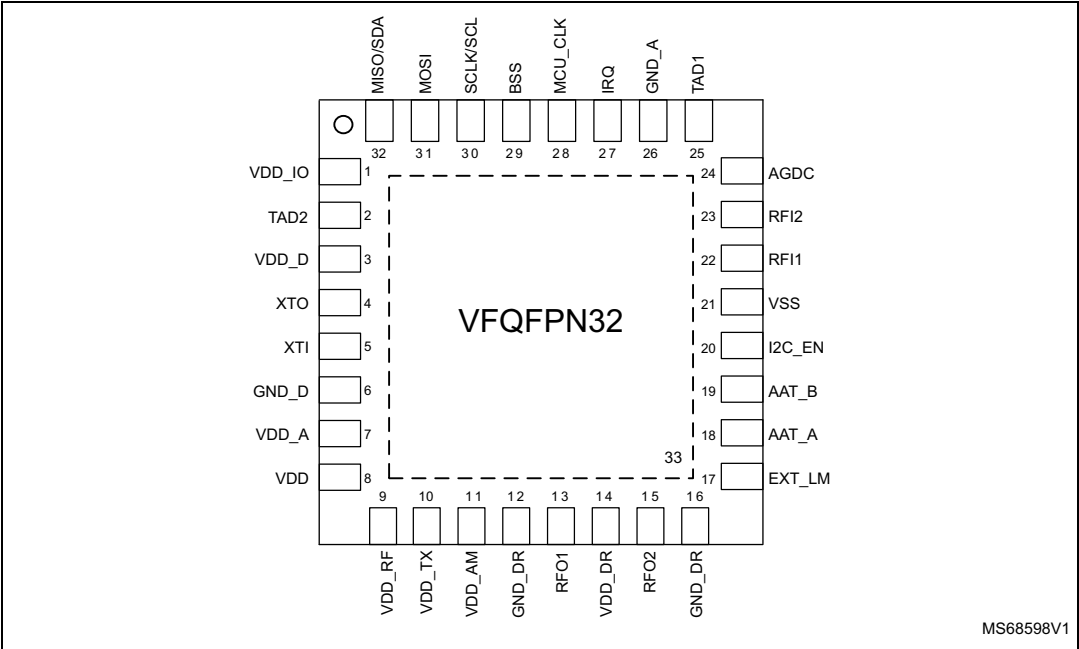 MISO/SDA
MOSI
SCLK/SCL
BSS
MCU_CLK
IRQ
GND_A
TAD1
32 31 30 29 28 27 26 25
VDD_IO 1
TAD2 2
VDD_D 3
XTO 4
XTI 5
GND_D 6
VDD_A 7
VDD 8
VFQFPN32
33
24 AGDC
23 RFI2
22 RFI1
21 VSS
20 I2C_EN
19 AAT_B
18 AAT_A
17 EXT_LM
9 10 11 12 13 14 15 16
VDD_RF
VDD_TX
VDD_AM
GND_DR
RFO1
VDD_DR
RFO2
GND_DR
MS68598V1